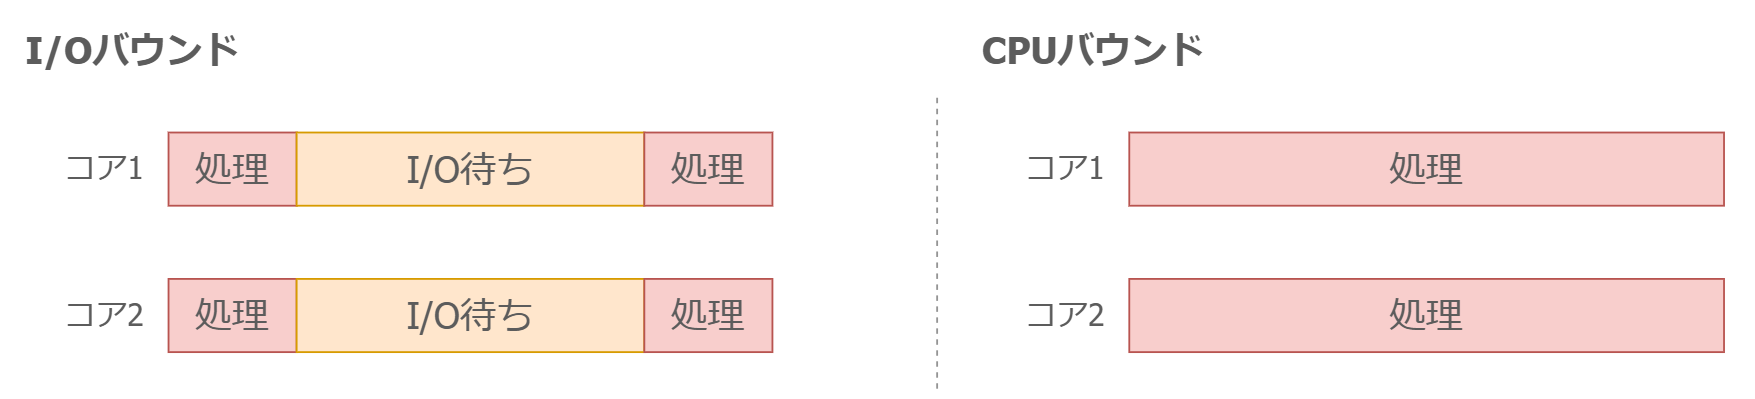 I/Oバウンド
コア1 処理 I/O待ち 処理
コア2 処理 I/O待ち 処理
CPUバウンド
コア1 処理
コア2 処理